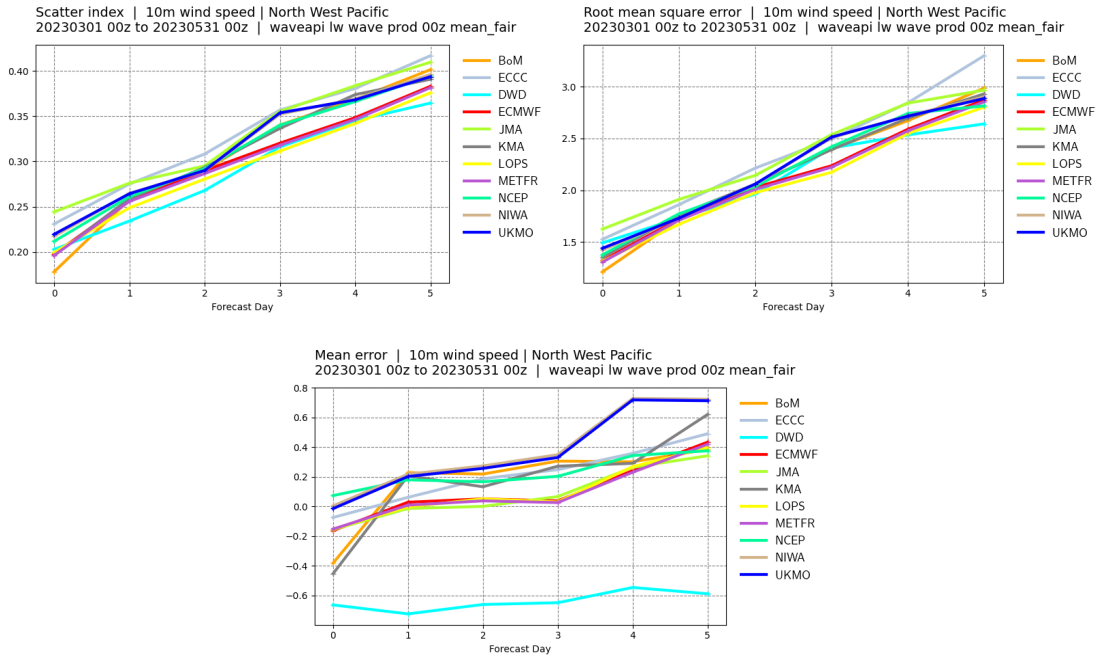 Scatter index | 10m wind speed | North West Pacific
20230301 00z to 20230531 00z | waveapi lw wave prod 00z mean_fair
0.40
0.35
0.30
0.25
0.20
0 1 2 3 4 5
Forecast Day
BoM
ECCC
DWD
ECMWF
JMA
KMA
LOPS
METFR
NCEP
NIWA
UKMO
Root mean square error | 10m wind speed | North West Pacific
20230301 00z to 20230531 00z | waveapi lw wave prod 00z mean_fair
3.0
2.5
2.0
1.5
0 1 2 3 4 5
Forecast Day
BoM
ECCC
DWD
ECMWF
JMA
KMA
LOPS
METFR
NCEP
NIWA
UKMO
Mean error | 10m wind speed | North West Pacific
20230301 00z to 20230531 00z | waveapi lw wave prod 00z mean_fair
0.8
0.6
0.4
0.2
0.0
−0.2
−0.4
−0.6
0 1 2 3 4 5
Forecast Day
BoM
ECCC
DWD
ECMWF
JMA
KMA
LOPS
METFR
NCEP
NIWA
UKMO